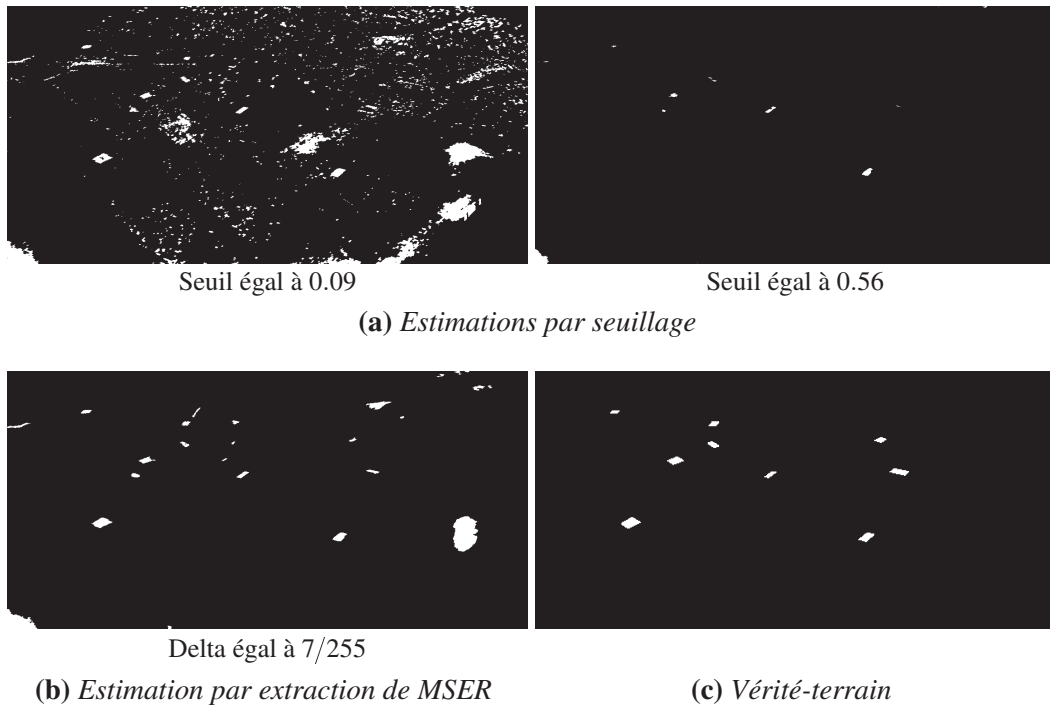 Seuil égal à 0.09
Seuil égal à 0.56
(a) Estimations par seuillage
Delta égal à 7/255
(b) Estimation par extraction de MSER
(c) Vérité-terrain